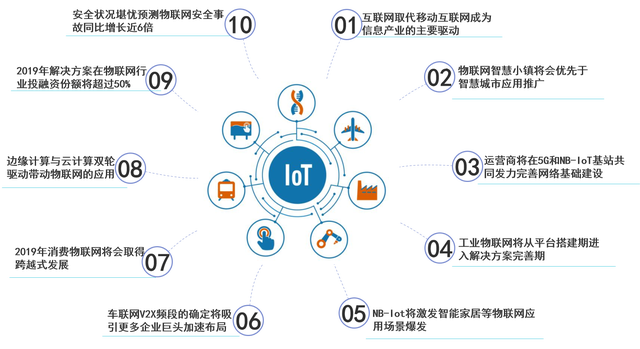 01
互联网取代移动互联网成为
信息产业的主要驱动
02
物联网智慧小镇将会优先于
智慧城市应用推广
03
运营商将在5G和NB-IoT基站共
同发力完善网络基础建设
04
工业物联网将从平台搭建期进
入解决方案完善期
05
NB-Iot将激发智能家居等物联网应
用场景爆发
06
车联网V2X频段的确定将吸
引更多企业巨头加速布局
07
2019年消费物联网将会取得
跨越式发展
08
边缘计算与云计算双轮
驱动带动物联网的应用
09
2019年解决方案在物联网行
业投融资份额将超过50%
10
安全状况堪忧预测物联网安全事
故同比增长近6倍
IoT